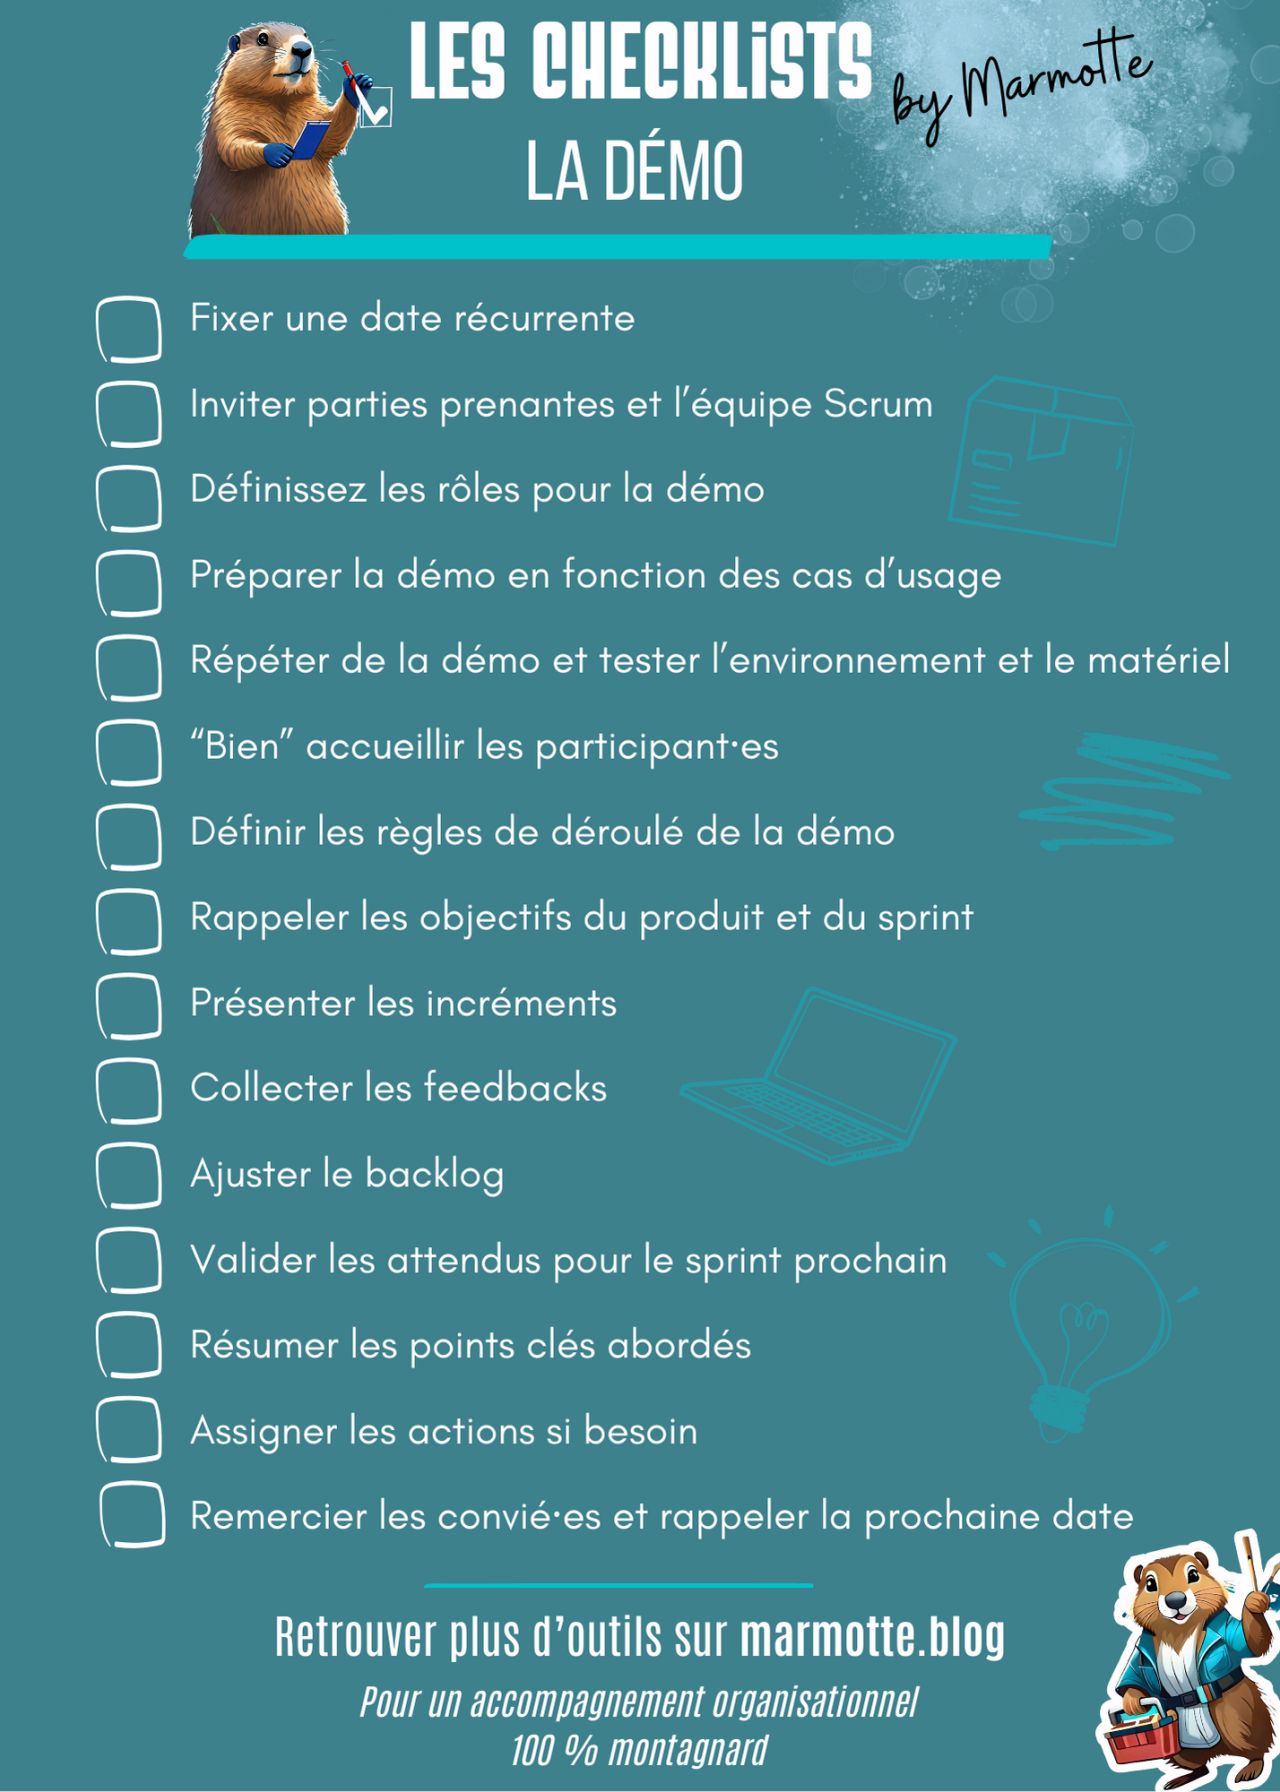 LES CHECKLiSTS
by Marmotte
LA DÉMO
Fixer une date récurrente
Inviter parties prenantes et l’équipe Scrum
Définissez les rôles pour la démo
Préparer la démo en fonction des cas d’usage
Répéter de la démo et tester l’environnement et le matériel
“Bien” accueillir les participant·es
Définir les règles de déroulé de la démo
Rappeler les objectifs du produit et du sprint
Présenter les incréments
Collecter les feedbacks
Ajuster le backlog
Valider les attendus pour le sprint prochain
Résumer les points clés abordés
Assigner les actions si besoin
Remercier les convié·es et rappeler la prochaine date
Retrouver plus d’outils sur marmotte.blog
Pour un accompagnement organisationnel
100 % montagnard